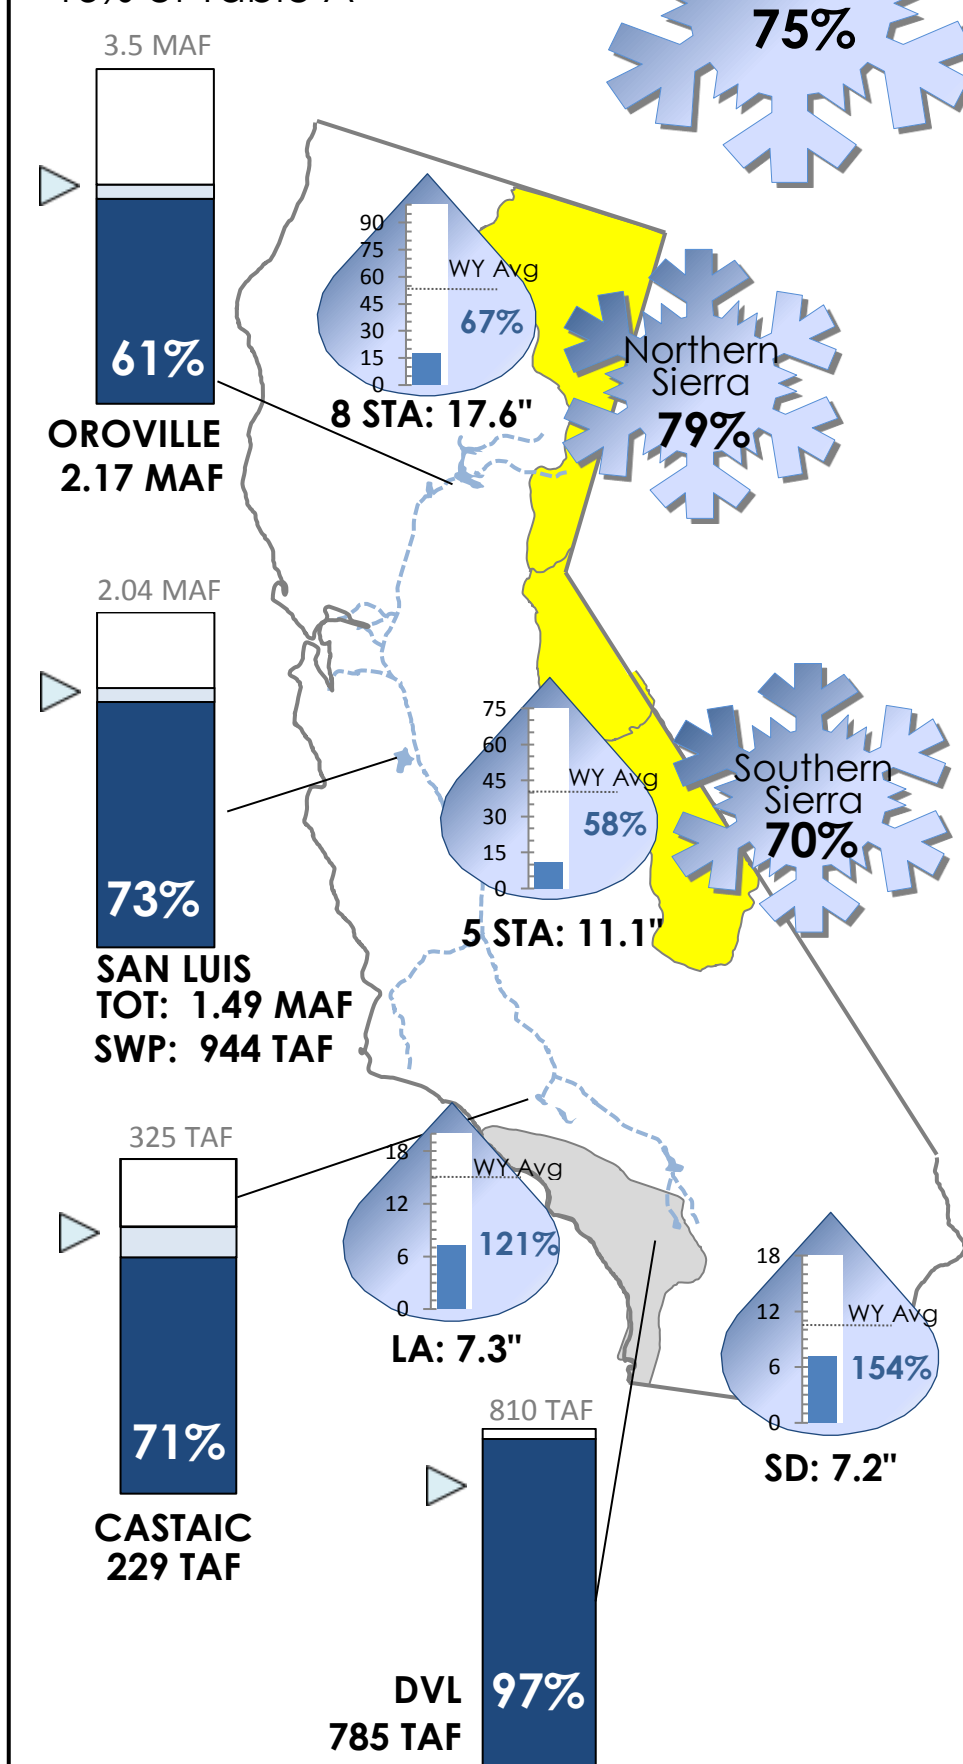 75%
3.5 MAF
61%
OROVILLE
2.17 MAF
90
75
60
45
30
15
0
WY Avg
67%
8 STA: 17.6"
Northern
Sierra
79%
2.04 MAF
73%
SAN LUIS
TOT: 1.49 MAF
SWP: 944 TAF
75
60
45
30
15
0
WY Avg
58%
5 STA: 11.1"
Southern
Sierra
70%
325 TAF
71%
CASTAIC
229 TAF
18
12
6
0
WY Avg
121%
LA: 7.3"
18
12
6
0
WY Avg
154%
SD: 7.2"
810 TAF
97%
DVL
785 TAF